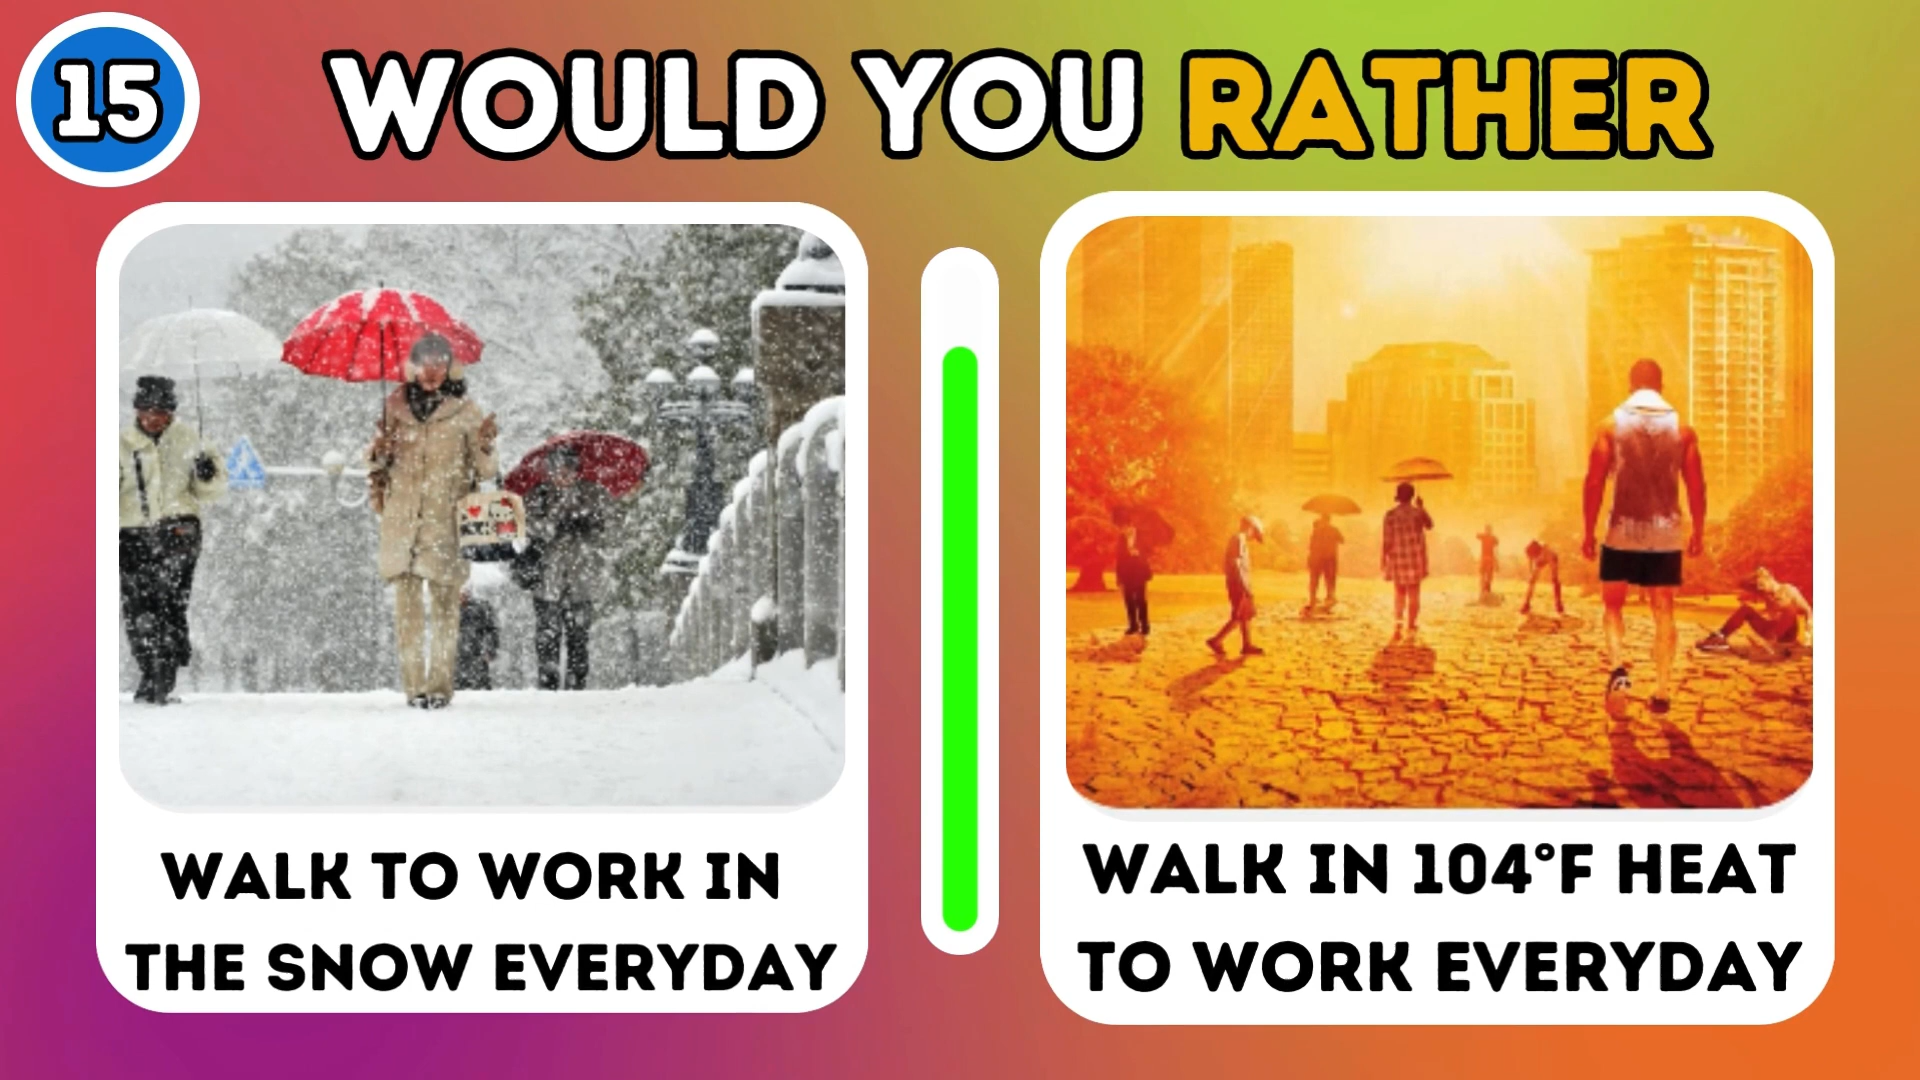 15
WOULD YOU RATHER
WALK TO WORK IN
THE SNOW EVERYDAY
WALK IN 104°F HEAT
TO WORK EVERYDAY